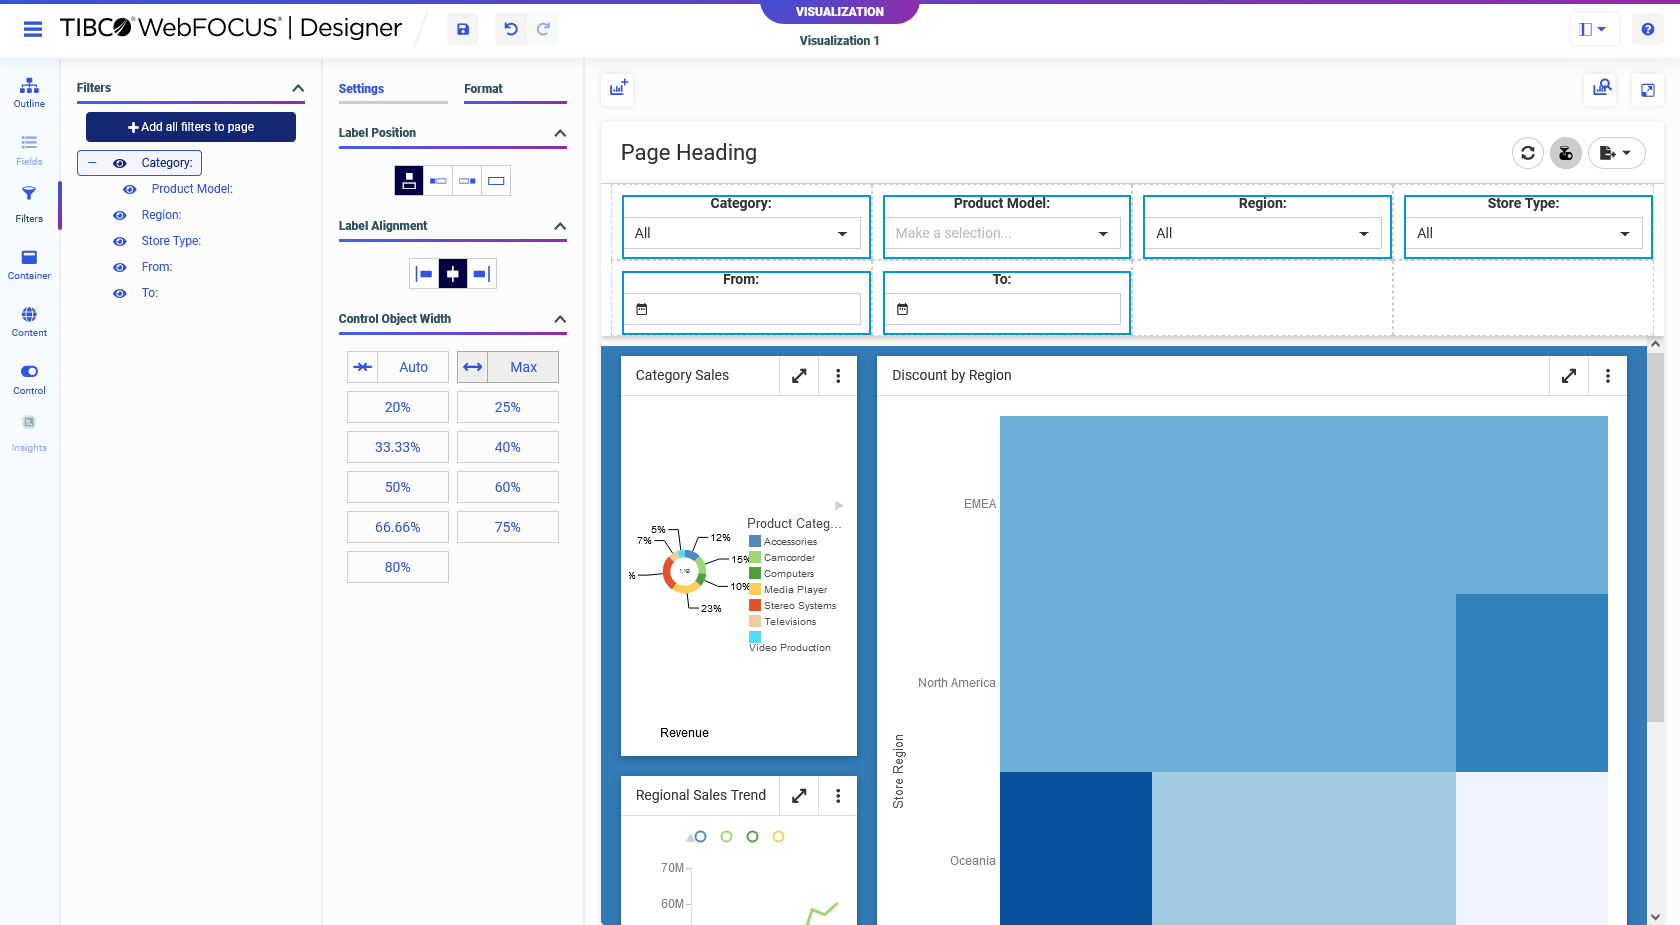 VISUALIZATION
TIBCO® WebFOCUS® | Designer
Visualization 1
Outline
Fields
Filters
Container
Content
Control
Insights
Filters
Add all filters to page
Category:
Product Model:
Region:
Store Type:
From:
To:
Settings
Format
Label Position
Label Alignment
Control Object Width
Auto
Max
20%
25%
33.33%
40%
50%
60%
66.66%
75%
80%
Page Heading
Category:
Product Model:
Region:
Store Type:
All
Make a selection...
All
All
From:
To:
Category Sales
5%
7%
12%
15%
%
10%
23%
Product Categ...
Accessories
Camcorder
Computers
Media Player
Stereo Systems
Televisions
Video Production
Revenue
Regional Sales Trend
70M
60M
Discount by Region
EMEA
North America
Oceania
Store Region